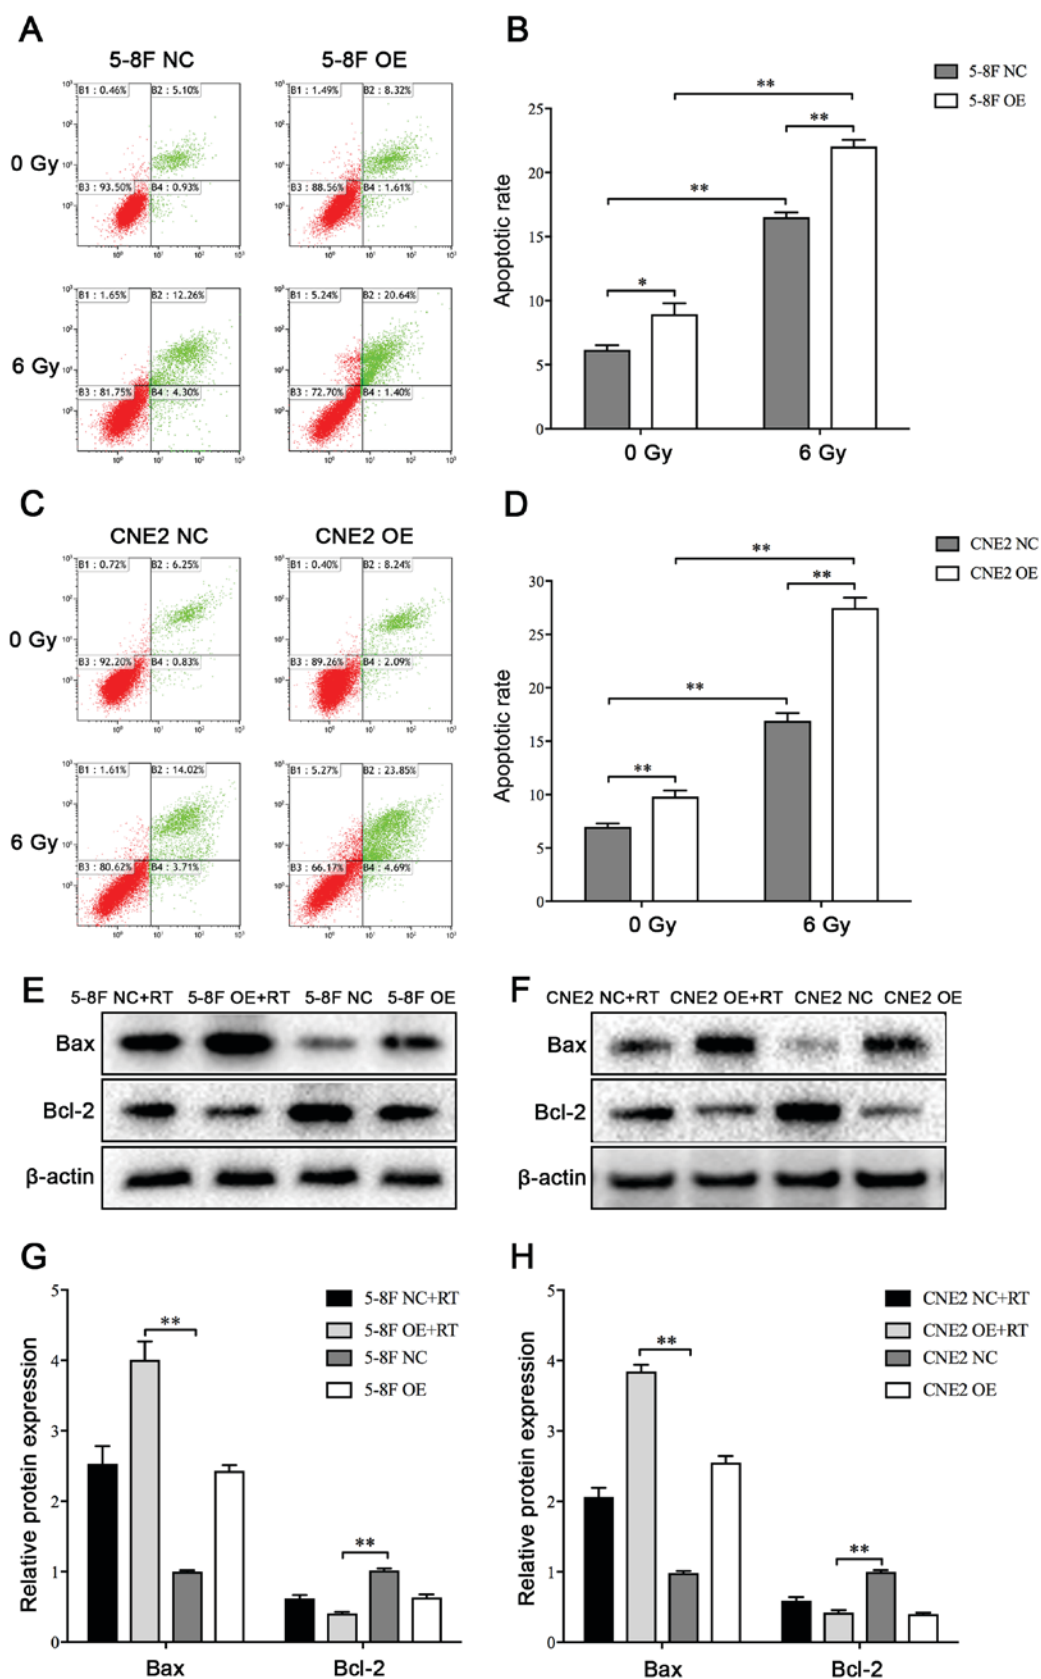 A
B
5-8F NC
5-8F OE
5-8F NC
5-8F OE
0 Gy
B1 : 0.46%
B2 : 5.10%
B3 : 93.50%
B4 : 0.93%
B1 : 1.49%
B2 : 8.32%
B3 : 88.56%
B4 : 1.61%
6 Gy
B1 : 1.65%
B2 : 12.26%
B3 : 81.75%
B4 : 4.30%
B1 : 5.24%
B2 : 20.64%
B3 : 72.70%
B4 : 1.40%
Apoptotic rate
25
20
15
10
5
0
**
**
**
*
0 Gy
6 Gy
C
D
CNE2 NC
CNE2 OE
CNE2 NC
CNE2 OE
0 Gy
B1 : 0.72%
B2 : 6.25%
B3 : 92.20%
B4 : 0.83%
B1 : 0.40%
B2 : 8.24%
B3 : 89.26%
B4 : 2.09%
6 Gy
B1 : 1.61%
B2 : 14.02%
B3 : 80.62%
B4 : 3.71%
B1 : 5.27%
B2 : 23.85%
B3 : 66.17%
B4 : 4.69%
Apoptotic rate
30
25
20
15
10
5
0
**
**
**
**
0 Gy
6 Gy
E
5-8F NC+RT 5-8F OE+RT 5-8F NC 5-8F OE
Bax
Bcl-2
β-actin
F
CNE2 NC+RT CNE2 OE+RT CNE2 NC CNE2 OE
Bax
Bcl-2
β-actin
G
Relative protein expression
5
4
3
2
1
0
**
**
5-8F NC+RT
5-8F OE+RT
5-8F NC
5-8F OE
Bax
Bcl-2
H
Relative protein expression
5
4
3
2
1
0
**
**
CNE2 NC+RT
CNE2 OE+RT
CNE2 NC
CNE2 OE
Bax
Bcl-2